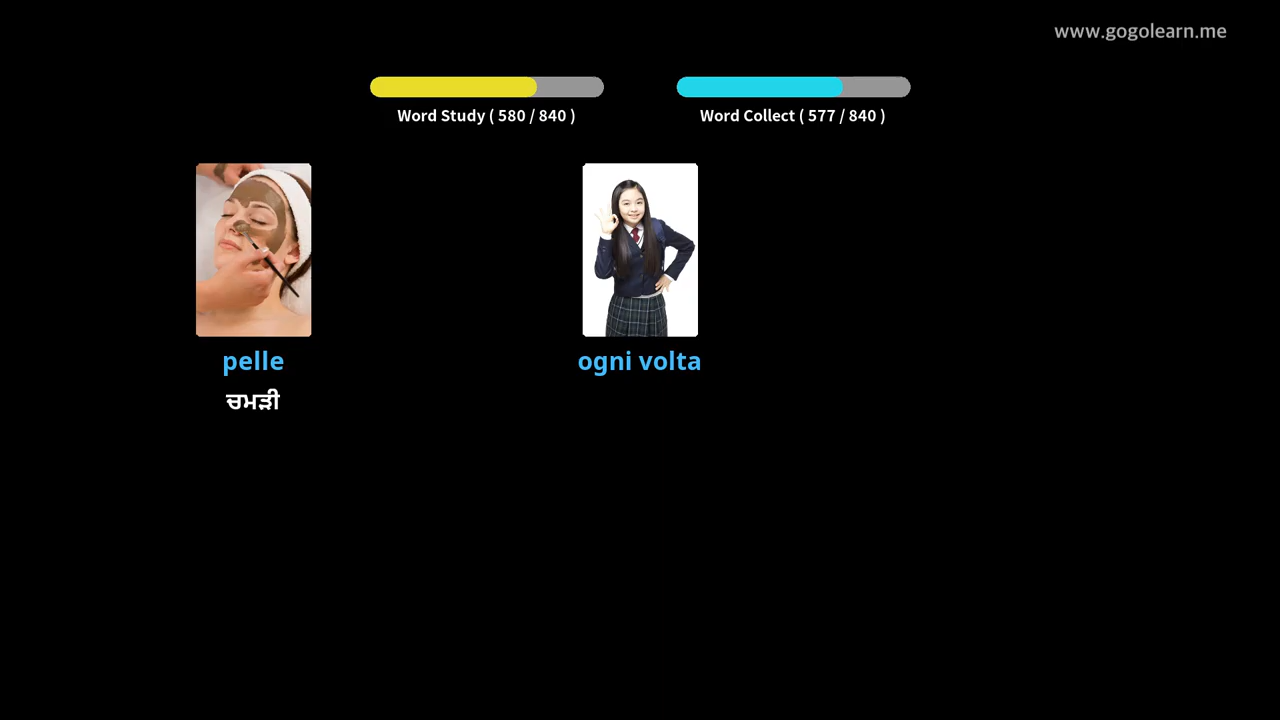 www.gogolearn.me
Word Study ( 580 / 840 )
Word Collect ( 577 / 840 )
pelle
ogni volta
ਚਮੜੀ